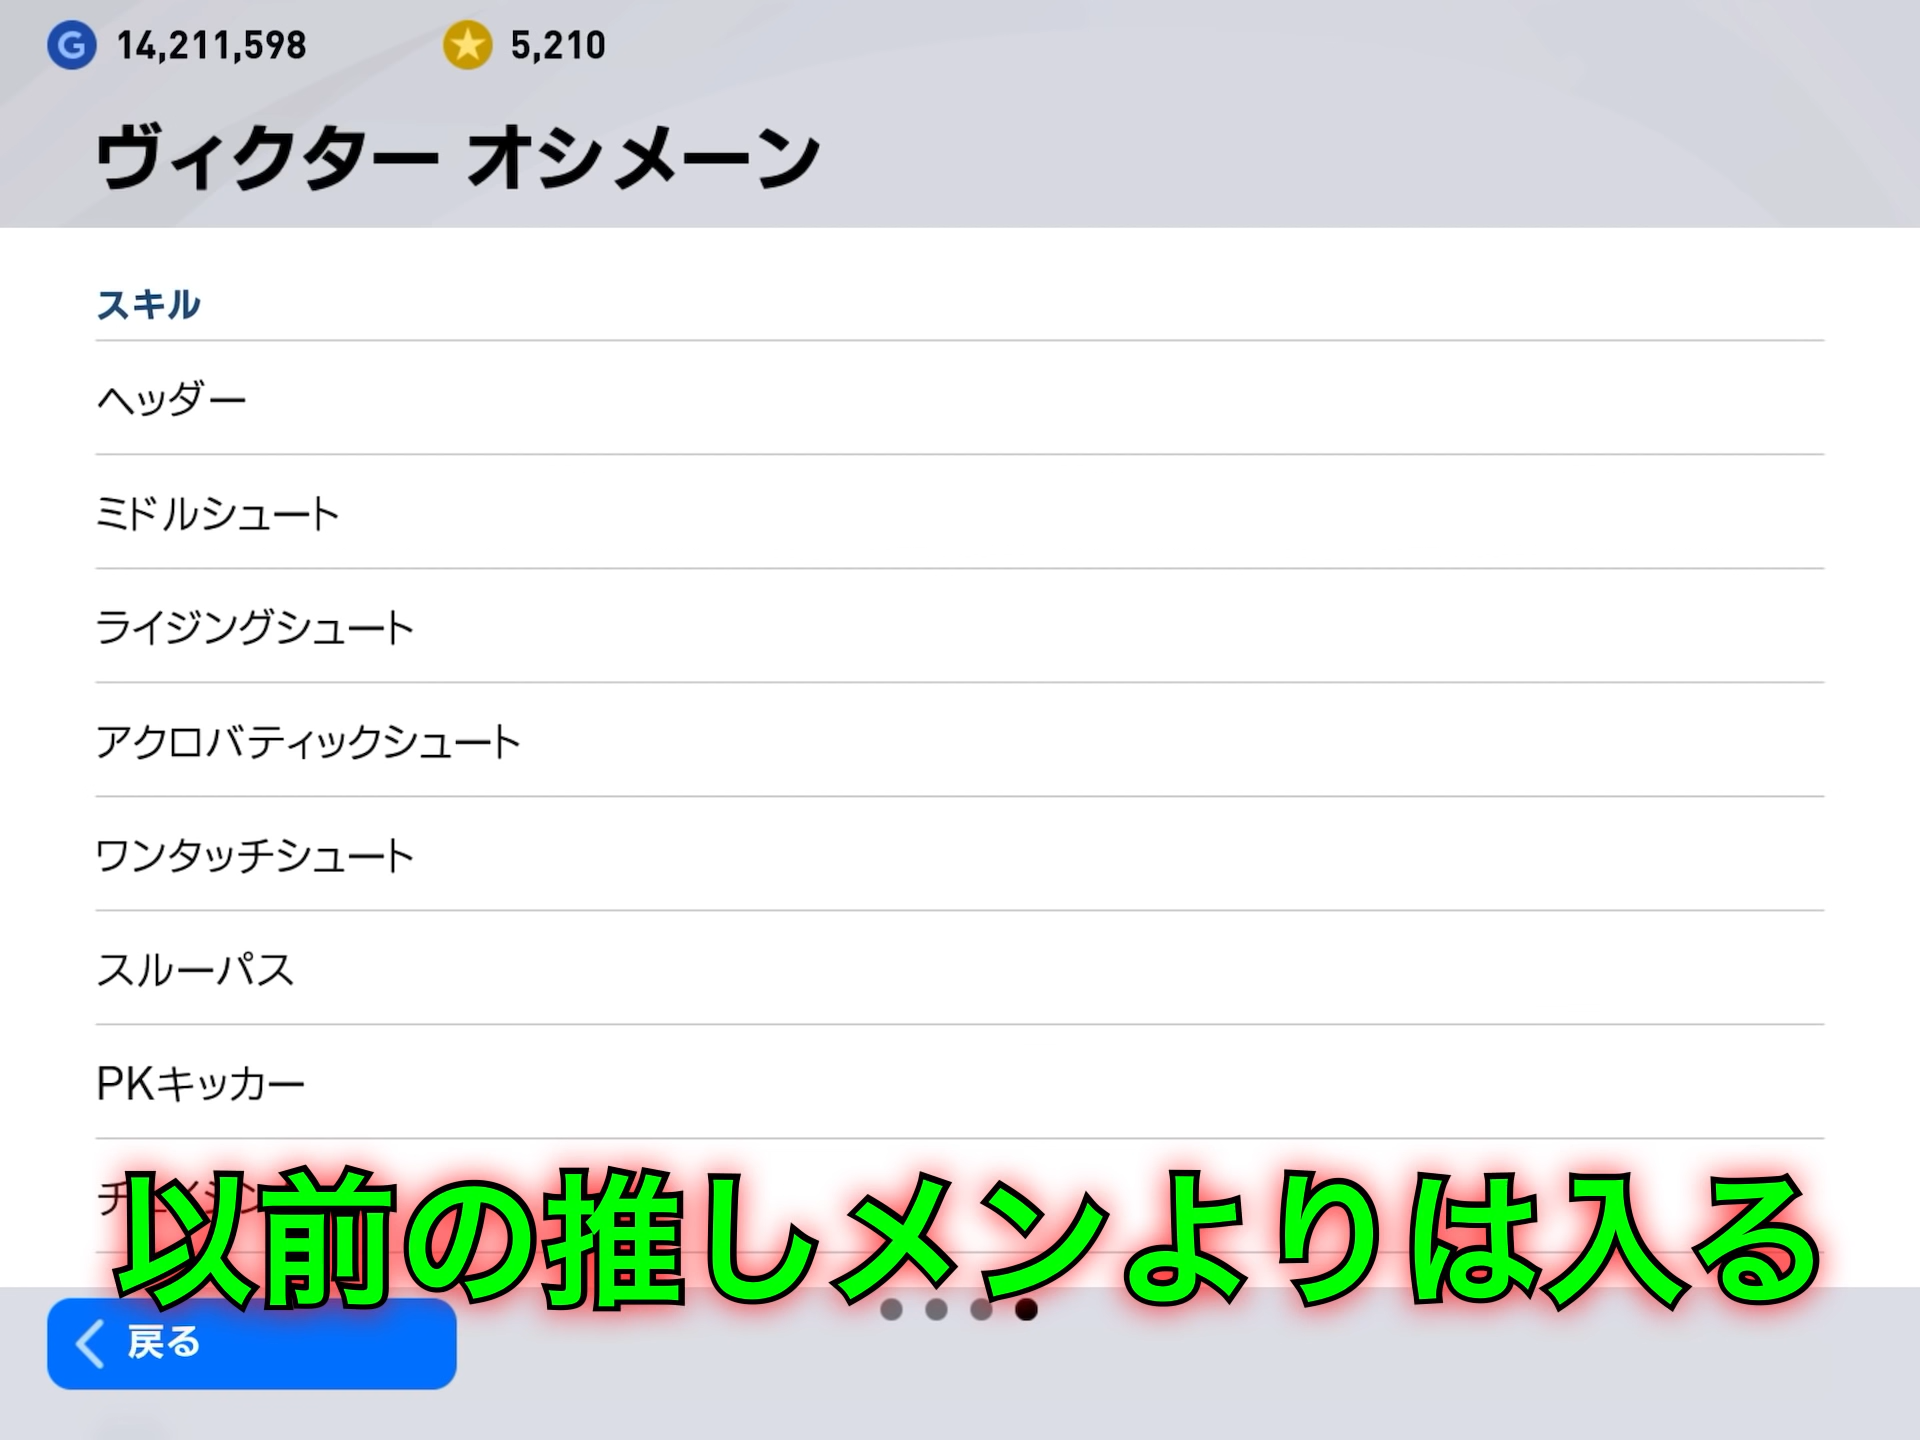 G 14,211,598 5,210
ヴィクター オシメーン
スキル
ヘッダー
ミドルシュート
ライジングシュート
アクロバティックシュート
ワンタッチシュート
スルーパス
PKキッカー
以前の推しメンよりは入る
戻る